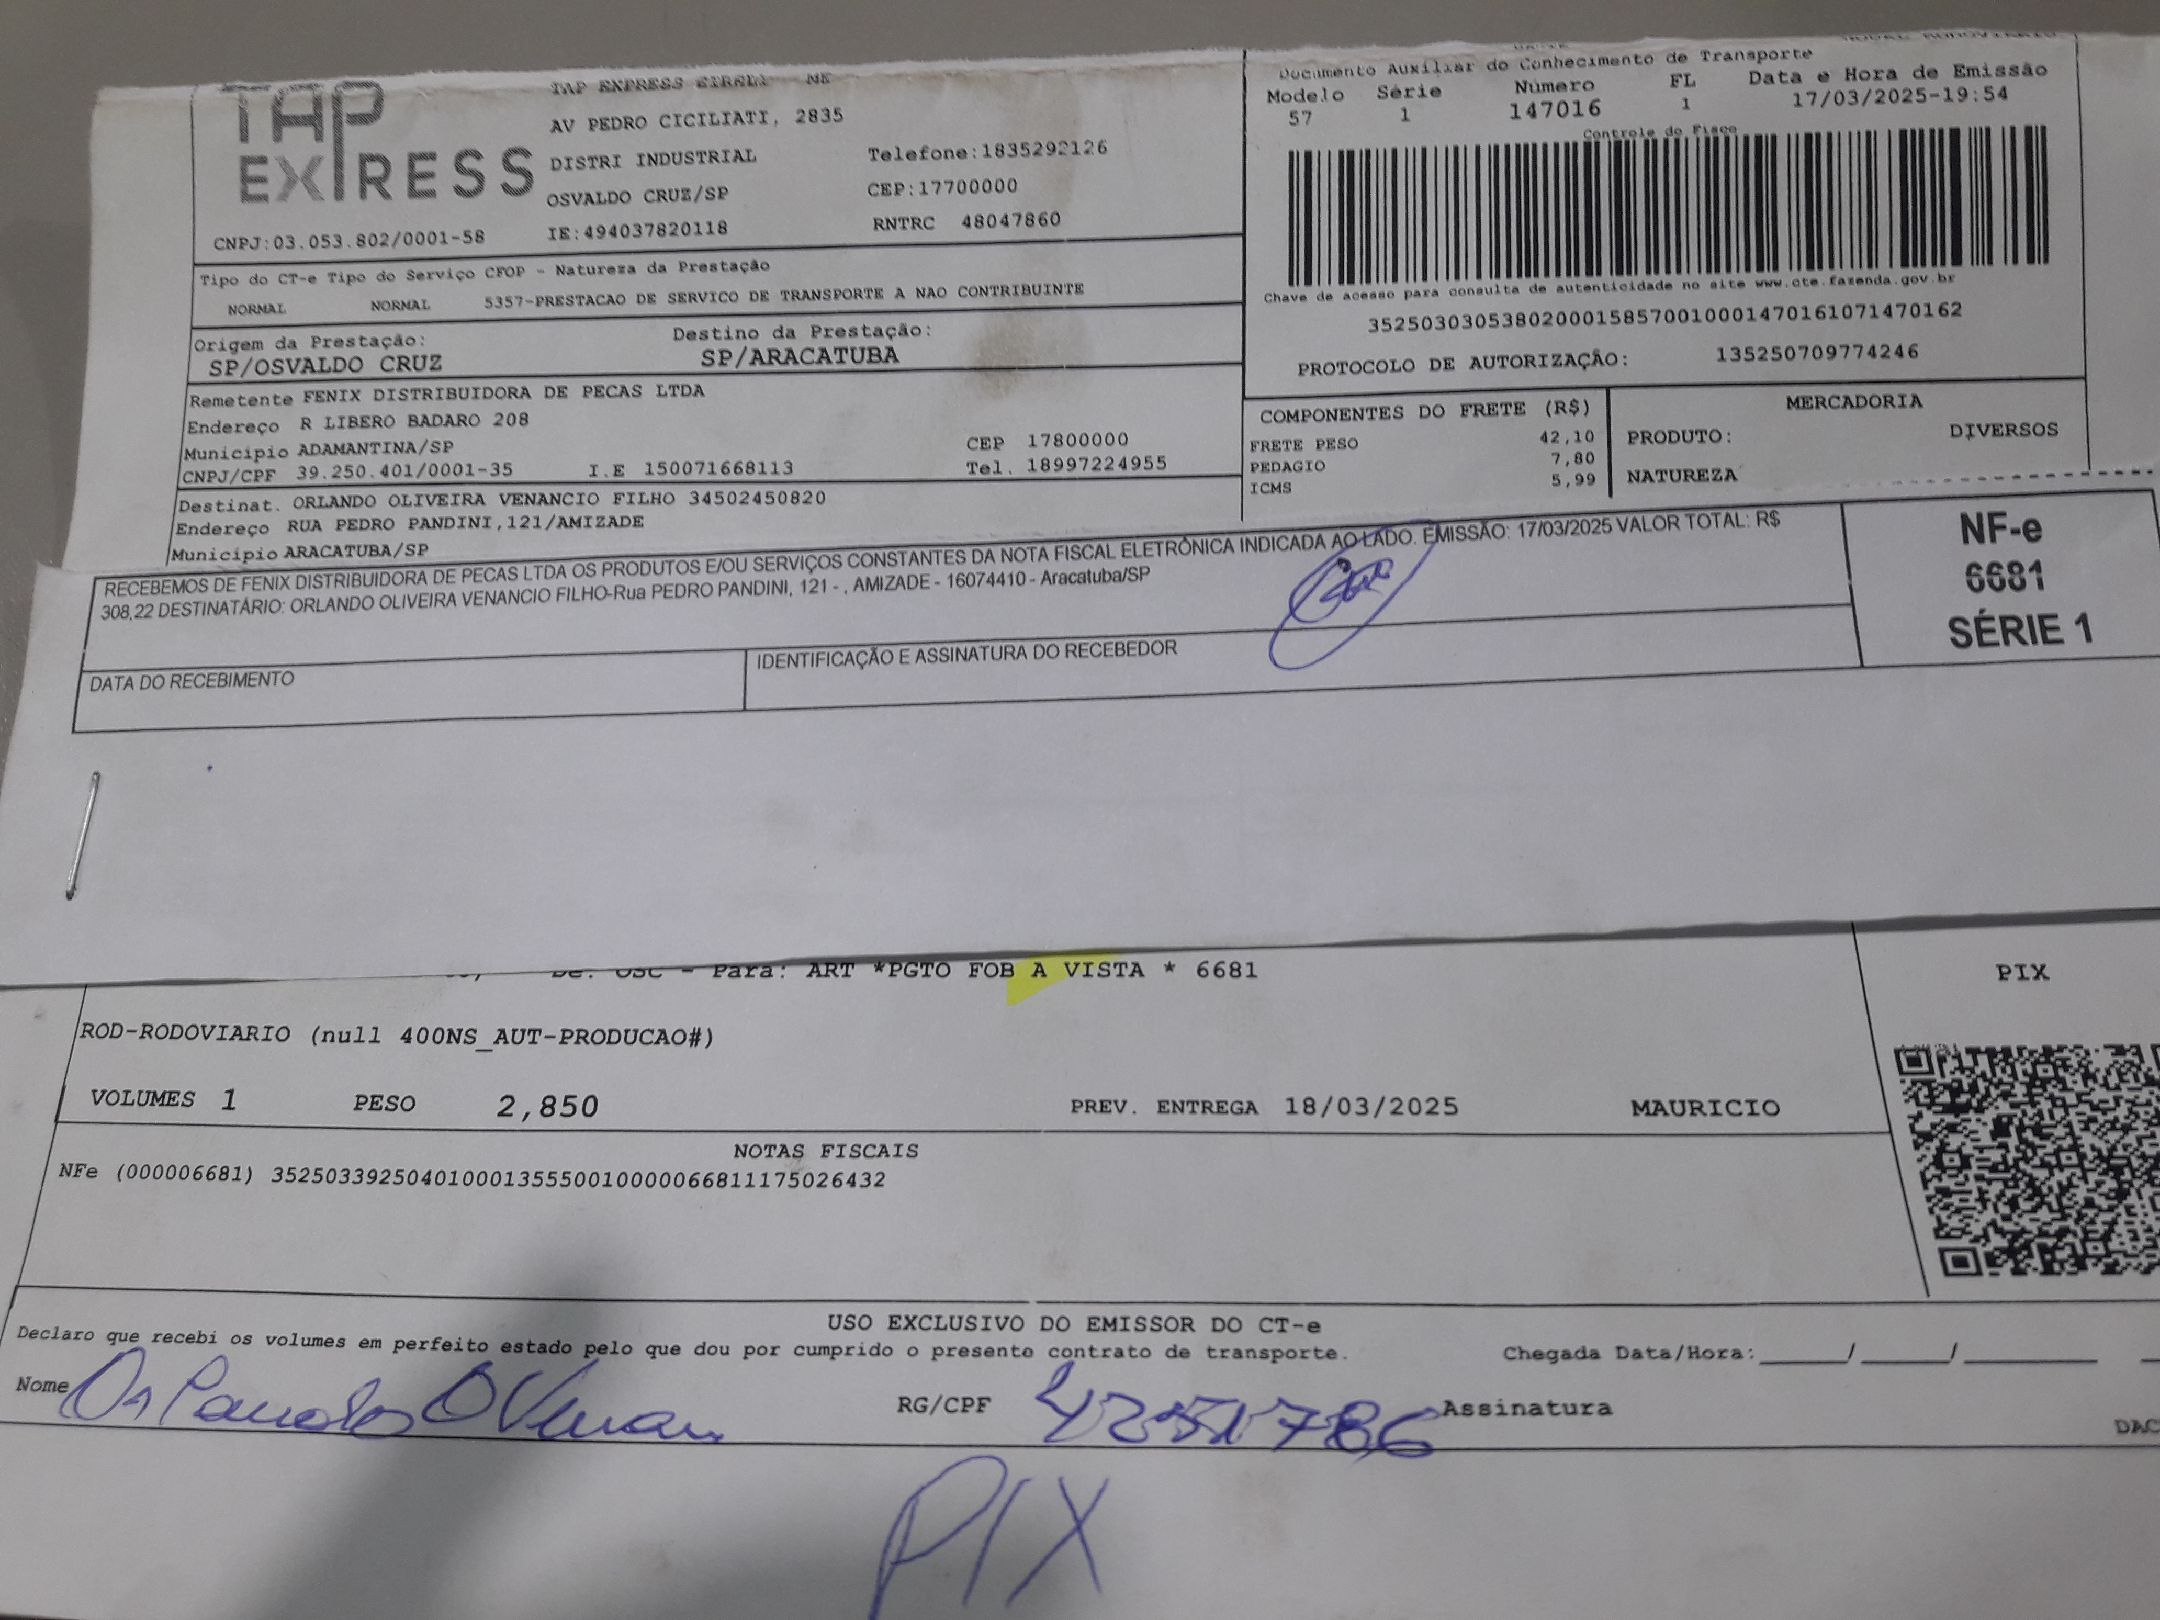 TAP EXPRESS
TAP EXPRESS EIRELI ME
AV PEDRO CICILIATI, 2835
DISTRI INDUSTRIAL Telefone:1835292126
OSVALDO CRUZ/SP CEP:17700000
CNPJ:03.053.802/0001-58 IE:494037820118 RNTRC 48047860
Documento Auxiliar do Conhecimento de Transporte
Modelo Série Número FL Data e Hora de Emissão
57 1 147016 1 17/03/2025-19:54
Controle do Fisco
Chave de acesso para consulta de autenticidade no site www.cte.fazenda.gov.br
35250303053802000158570010001470161071470162
PROTOCOLO DE AUTORIZAÇÃO: 135250709774246
Tipo do CT-e Tipo do Serviço CFOP - Natureza da Prestação
NORMAL NORMAL 5357-PRESTACAO DE SERVICO DE TRANSPORTE A NAO CONTRIBUINTE
Origem da Prestação: Destino da Prestação:
SP/OSVALDO CRUZ SP/ARACATUBA
Remetente FENIX DISTRIBUIDORA DE PECAS LTDA
Endereço R LIBERO BADARO 208
Município ADAMANTINA/SP CEP 17800000
CNPJ/CPF 39.250.401/0001-35 I.E 150071668113 Tel. 18997224955
Destinat. ORLANDO OLIVEIRA VENANCIO FILHO 34502450820
Endereço RUA PEDRO PANDINI,121/AMIZADE
Município ARACATUBA/SP
COMPONENTES DO FRETE (R$)
FRETE PESO 42,10
PEDAGIO 7,80
ICMS 5,99
MERCADORIA
PRODUTO: DIVERSOS
NATUREZA
RECEBEMOS DE FENIX DISTRIBUIDORA DE PECAS LTDA OS PRODUTOS E/OU SERVIÇOS CONSTANTES DA NOTA FISCAL ELETRÔNICA INDICADA AO LADO. EMISSÃO: 17/03/2025 VALOR TOTAL: R$
308,22 DESTINATÁRIO: ORLANDO OLIVEIRA VENANCIO FILHO-Rua PEDRO PANDINI, 121 - , AMIZADE - 16074410 - Aracatuba/SP
NF-e
6681
SÉRIE 1
DATA DO RECEBIMENTO
IDENTIFICAÇÃO E ASSINATURA DO RECEBEDOR
De: OSC - Para: ART *PGTO FOB A VISTA * 6681
PIX
ROD-RODOVIARIO (null 400NS_AUT-PRODUCAO#)
VOLUMES 1 PESO 2,850 PREV. ENTREGA 18/03/2025 MAURICIO
NOTAS FISCAIS
NFe (000006681) 35250339250401000135550010000066811175026432
USO EXCLUSIVO DO EMISSOR DO CT-e
Declaro que recebi os volumes em perfeito estado pelo que dou por cumprido o presente contrato de transporte. Chegada Data/Hora:_____/_____/_______
Nome RG/CPF Assinatura
DAC
PIX